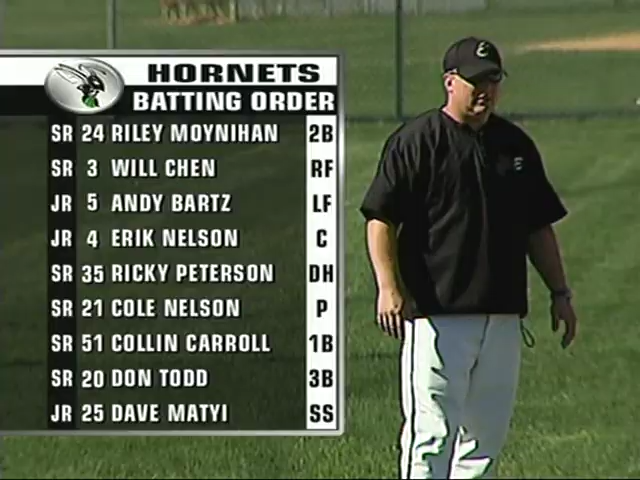 HORNETS
BATTING ORDER
SR 24 RILEY MOYNIHAN 2B
SR 3 WILL CHEN RF
JR 5 ANDY BARTZ LF
JR 4 ERIK NELSON C
SR 35 RICKY PETERSON DH
SR 21 COLE NELSON P
SR 51 COLLIN CARROLL 1B
SR 20 DON TODD 3B
JR 25 DAVE MATYI SS
E
E